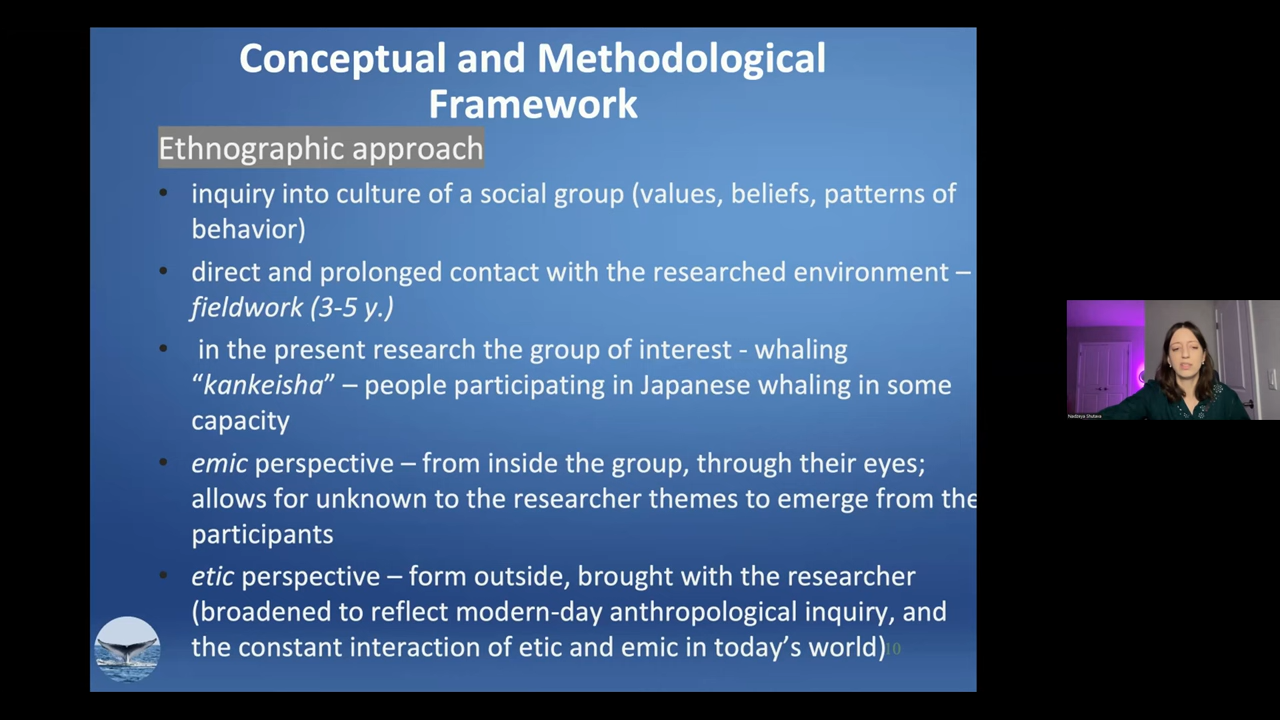 Conceptual and Methodological
Framework
Ethnographic approach
• inquiry into culture of a social group (values, beliefs, patterns of
behavior)
• direct and prolonged contact with the researched environment –
fieldwork (3-5 y.)
• in the present research the group of interest - whaling
“kankeisha” – people participating in Japanese whaling in some
capacity
• emic perspective – from inside the group, through their eyes;
allows for unknown to the researcher themes to emerge from the
participants
• etic perspective – form outside, brought with the researcher
(broadened to reflect modern-day anthropological inquiry, and
the constant interaction of etic and emic in today’s world)
10